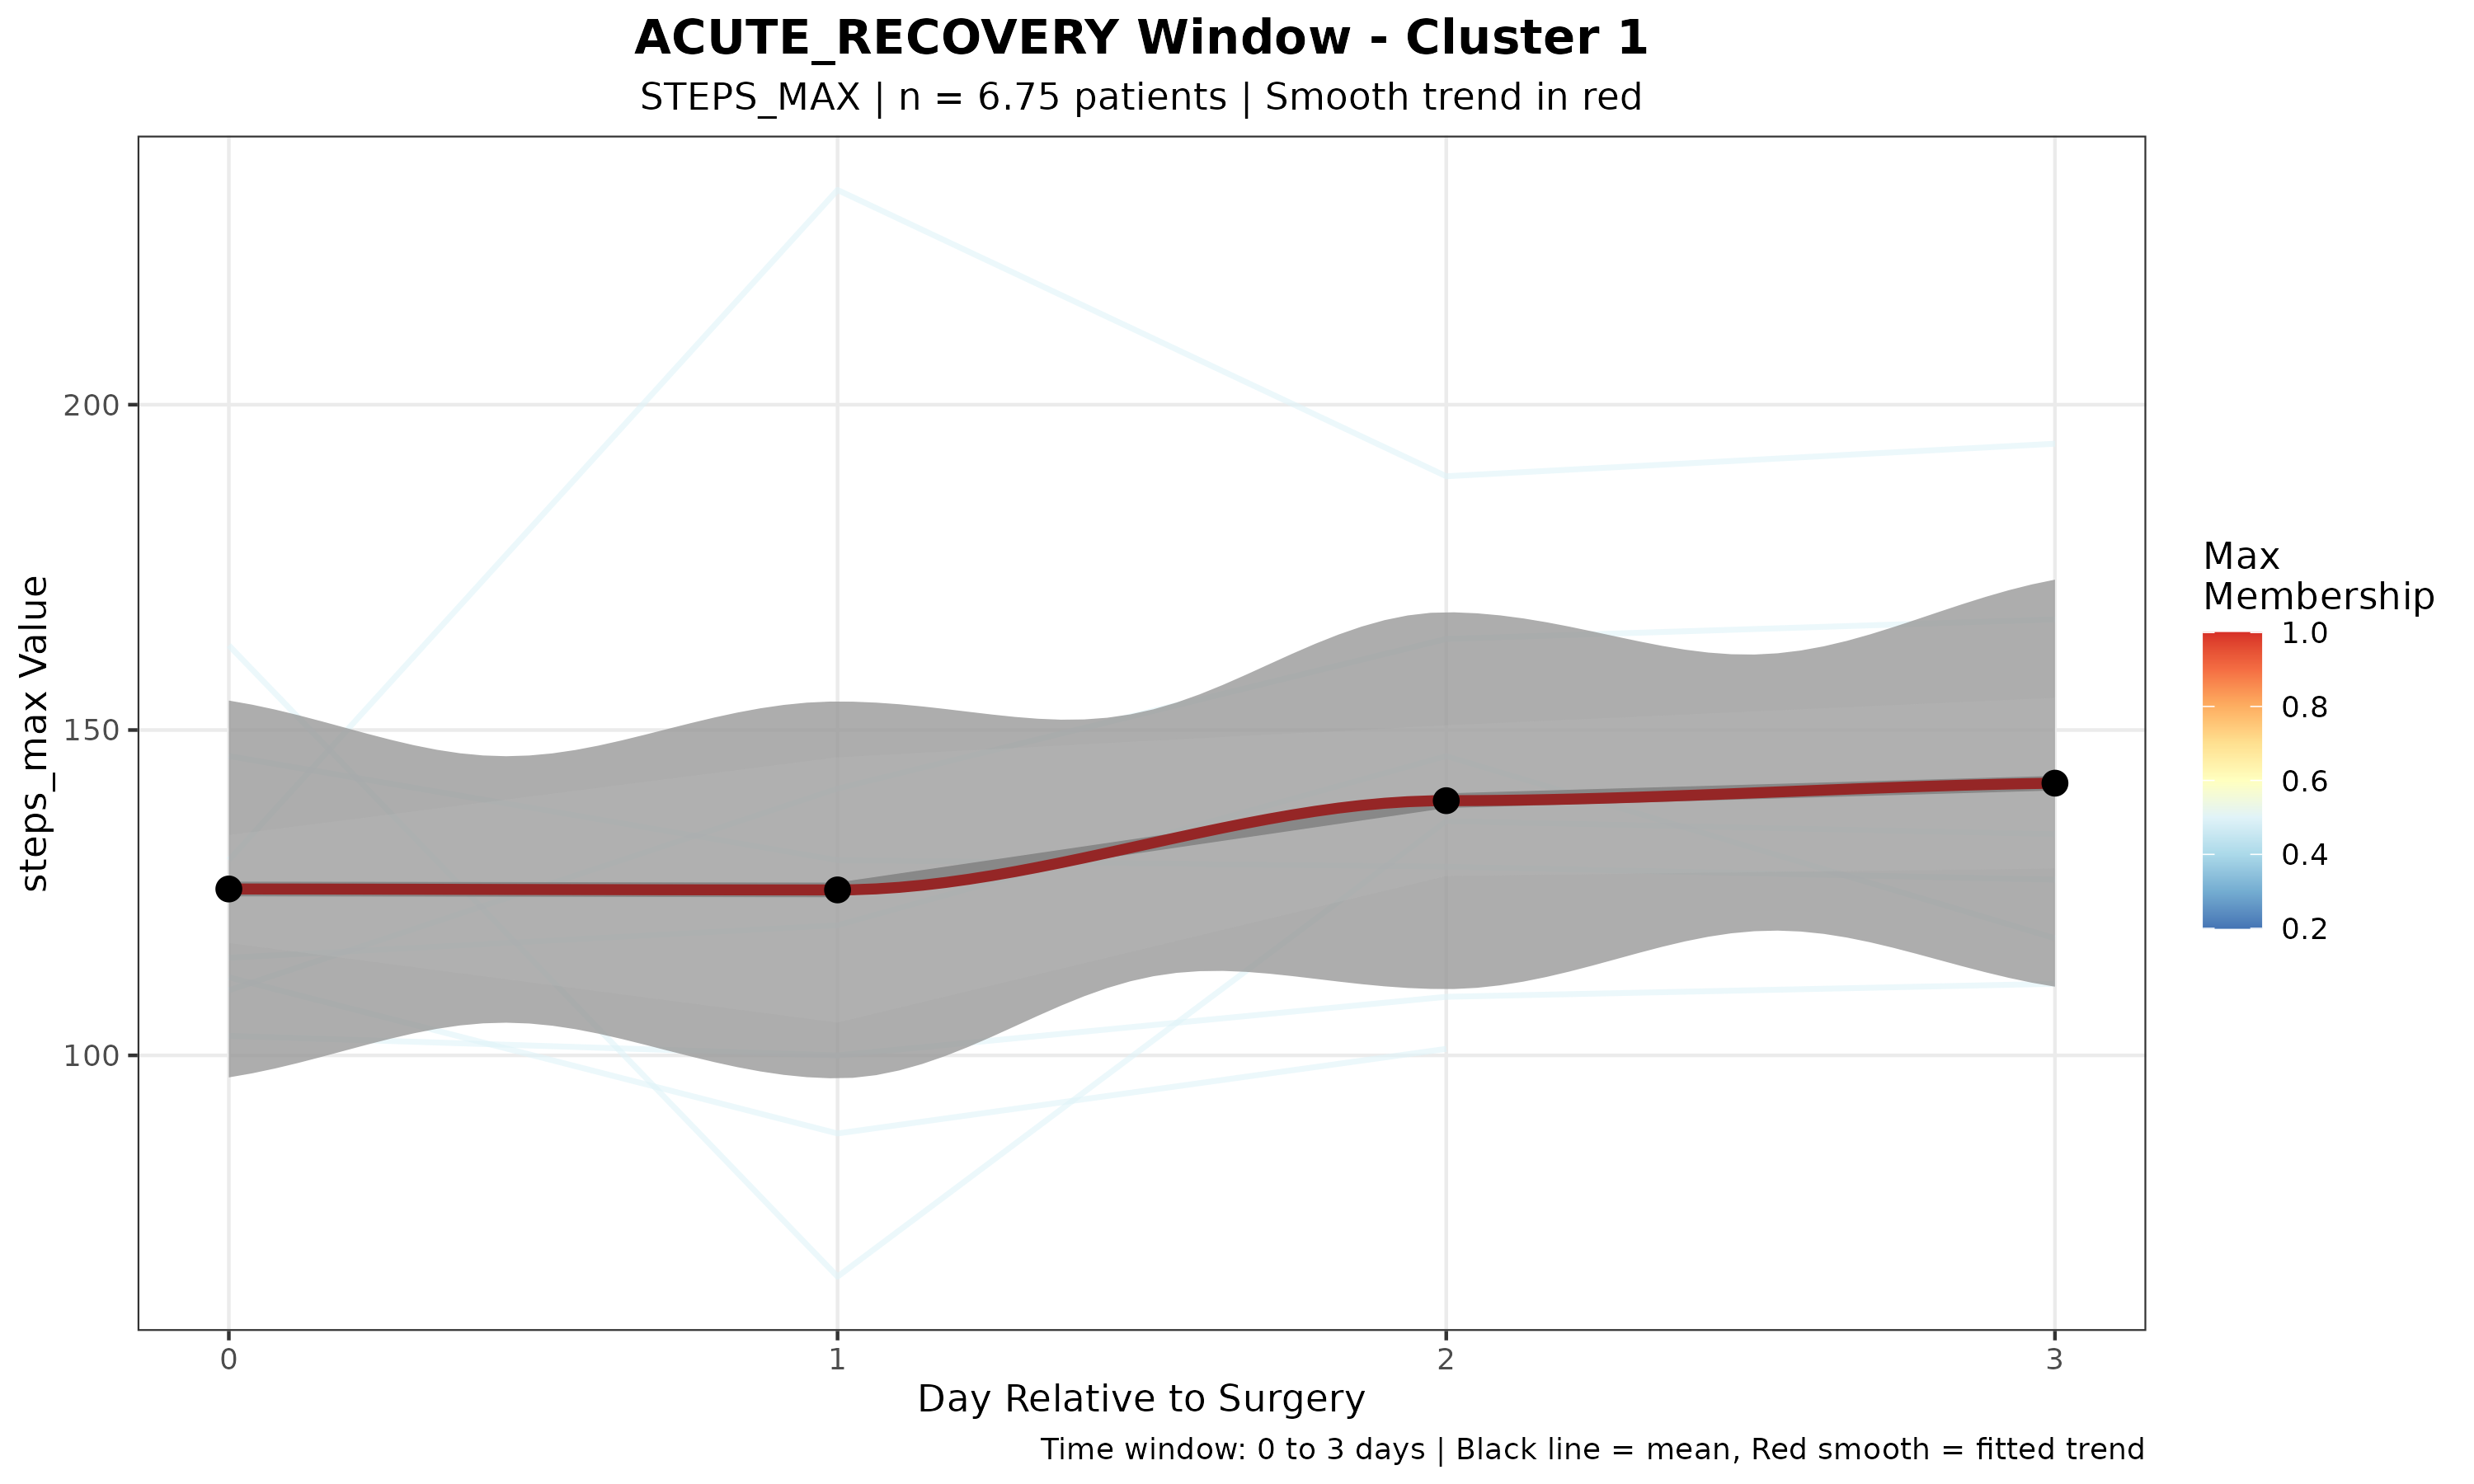 ACUTE_RECOVERY Window - Cluster 1
STEPS_MAX | n = 6.75 patients | Smooth trend in red
steps_max Value
200
150
100
0
1
2
3
Day Relative to Surgery
Time window: 0 to 3 days | Black line = mean, Red smooth = fitted trend
Max
Membership
1.0
0.8
0.6
0.4
0.2